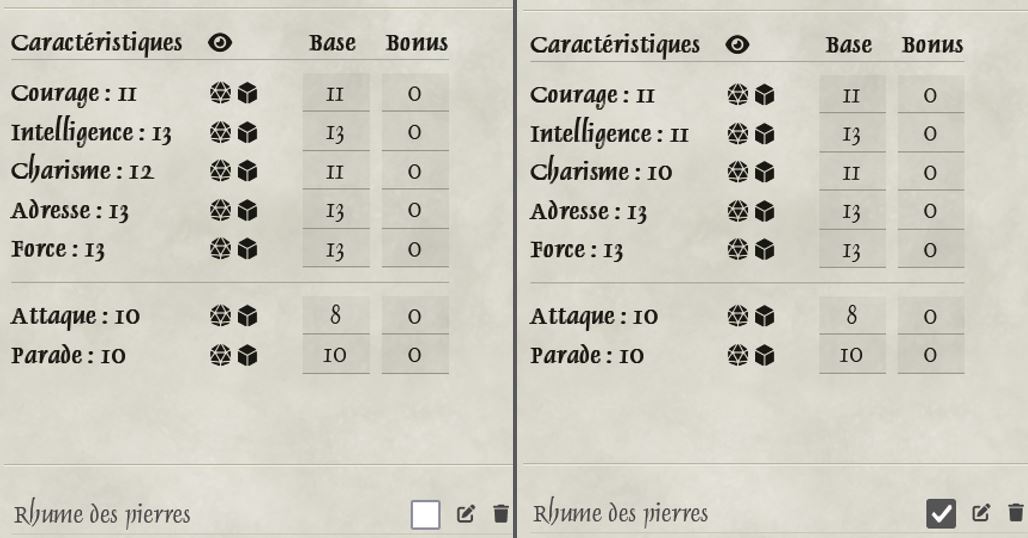 Caractéristiques Base Bonus
Courage : 11 11 0
Intelligence : 13 13 0
Charisme : 12 11 0
Adresse : 13 13 0
Force : 13 13 0
Attaque : 10 8 0
Parade : 10 10 0
Rhume des pierres
Caractéristiques Base Bonus
Courage : 11 11 0
Intelligence : 11 13 0
Charisme : 10 11 0
Adresse : 13 13 0
Force : 13 13 0
Attaque : 10 8 0
Parade : 10 10 0
Rhume des pierres